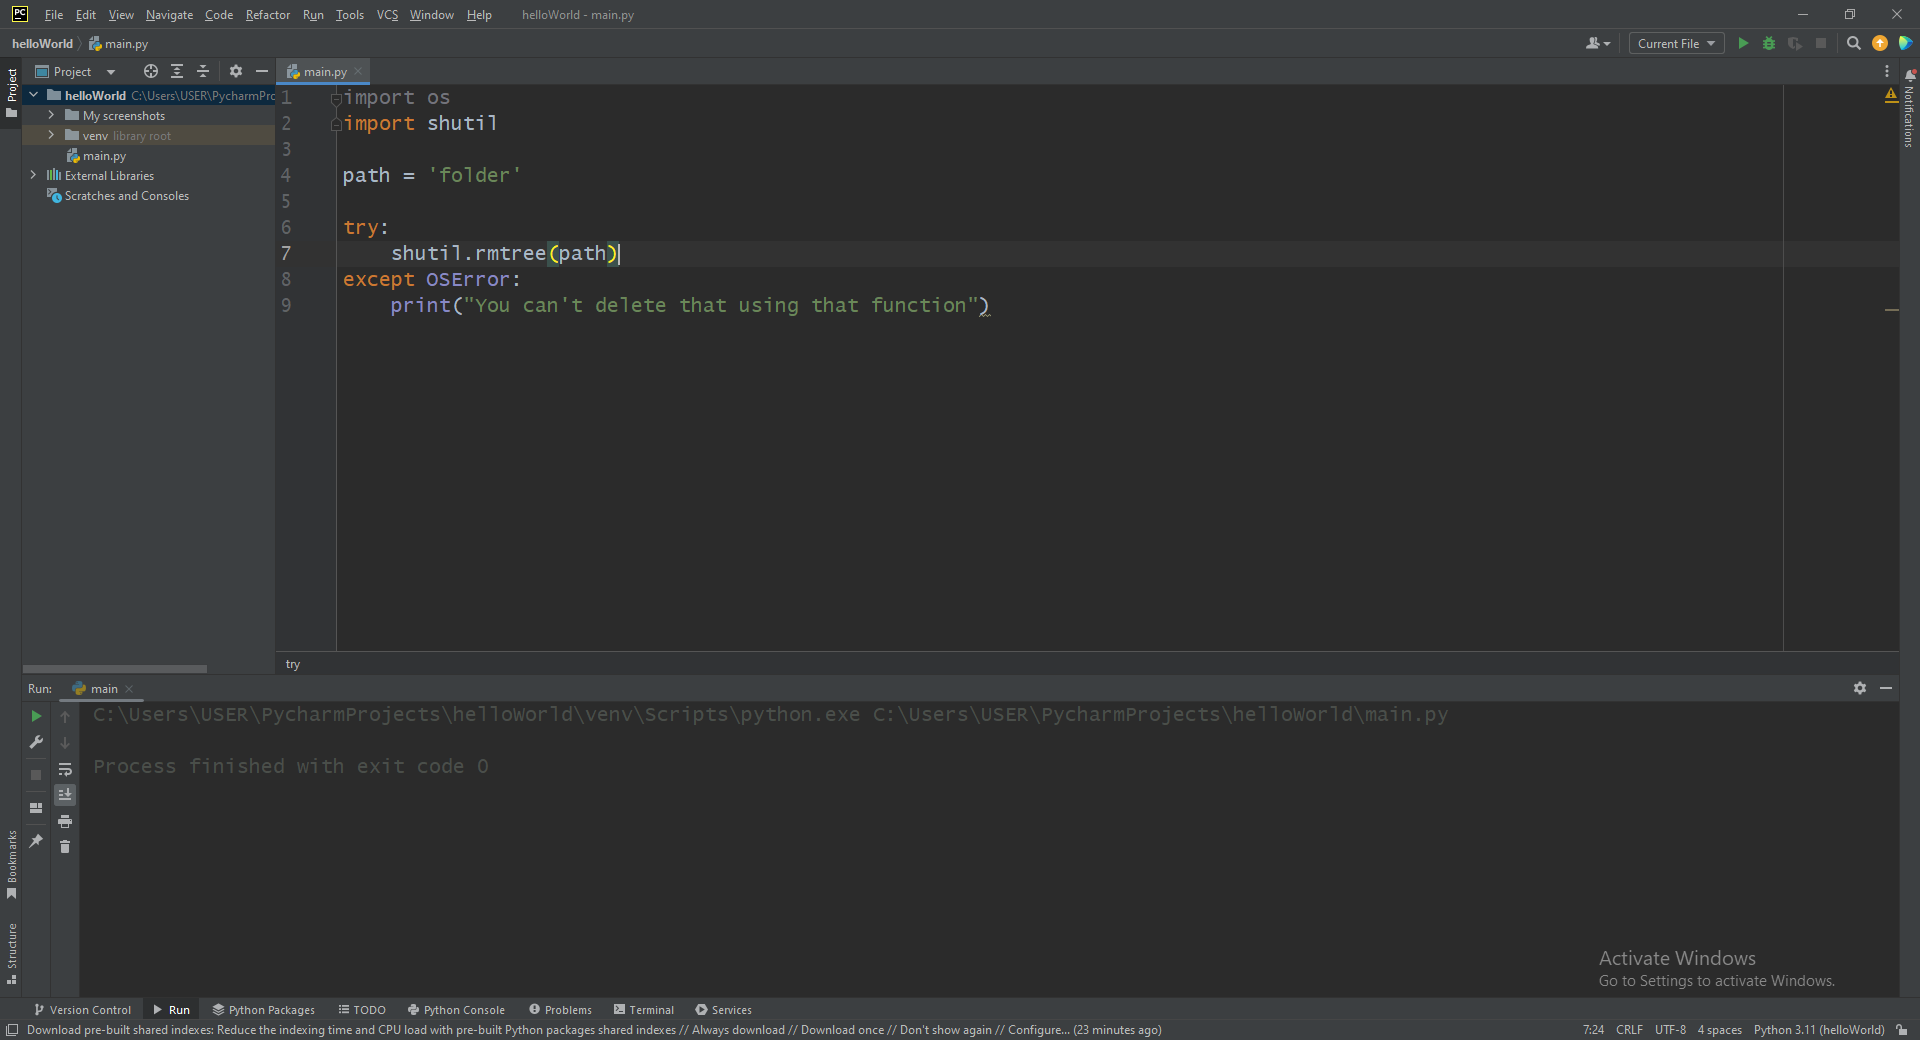 PC File Edit View Navigate Code Refactor Run Tools VCS Window Help helloWorld - main.py
helloWorld main.py Current File
Project Project main.py
helloWorld C:\Users\USER\PycharmPrc
My screenshots
venv library root
main.py
External Libraries
Scratches and Consoles
1 import os
2 import shutil
3
4 path = 'folder'
5
6 try:
7 shutil.rmtree(path)
8 except OSError:
9 print("You can't delete that using that function")
Notifications
try
Run: main
C:\Users\USER\PycharmProjects\helloWorld\venv\Scripts\python.exe C:\Users\USER\PycharmProjects\helloWorld\main.py
Process finished with exit code 0
Bookmarks
Structure
Activate Windows
Go to Settings to activate Windows.
Version Control Run Python Packages TODO Python Console Problems Terminal Services
Download pre-built shared indexes: Reduce the indexing time and CPU load with pre-built Python packages shared indexes // Always download // Download once // Don't show again // Configure... (23 minutes ago) 7:24 CRLF UTF-8 4 spaces Python 3.11 (helloWorld)